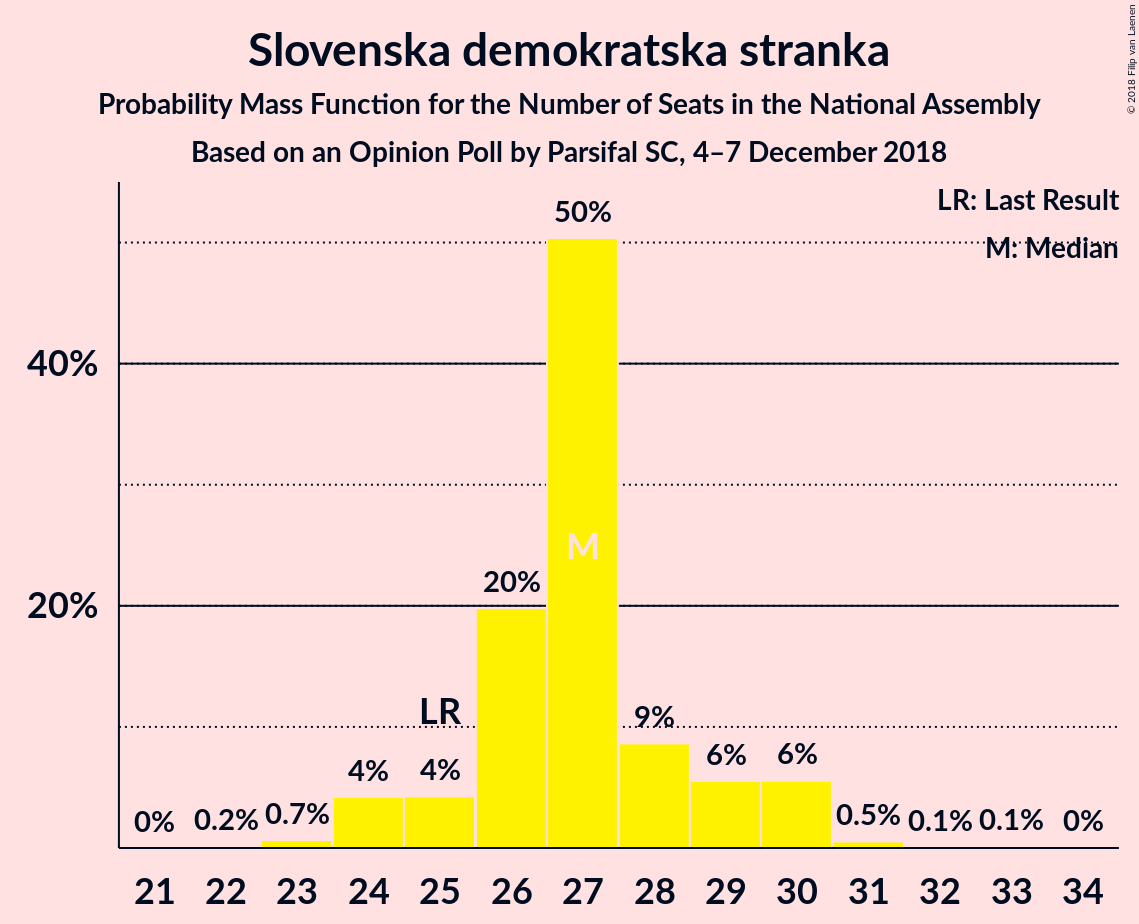 Slovenska demokratska stranka
Probability Mass Function for the Number of Seats in the National Assembly
Based on an Opinion Poll by Parsifal SC, 4–7 December 2018
© 2018 Filip van Laenen
LR: Last Result
M: Median
50%
40%
M
20%
20%
LR
9%
6%
6%
4%
4%
0%
0.2%
0.7%
0.5%
0.1%
0.1%
0%
21 22 23 24 25 26 27 28 29 30 31 32 33 34